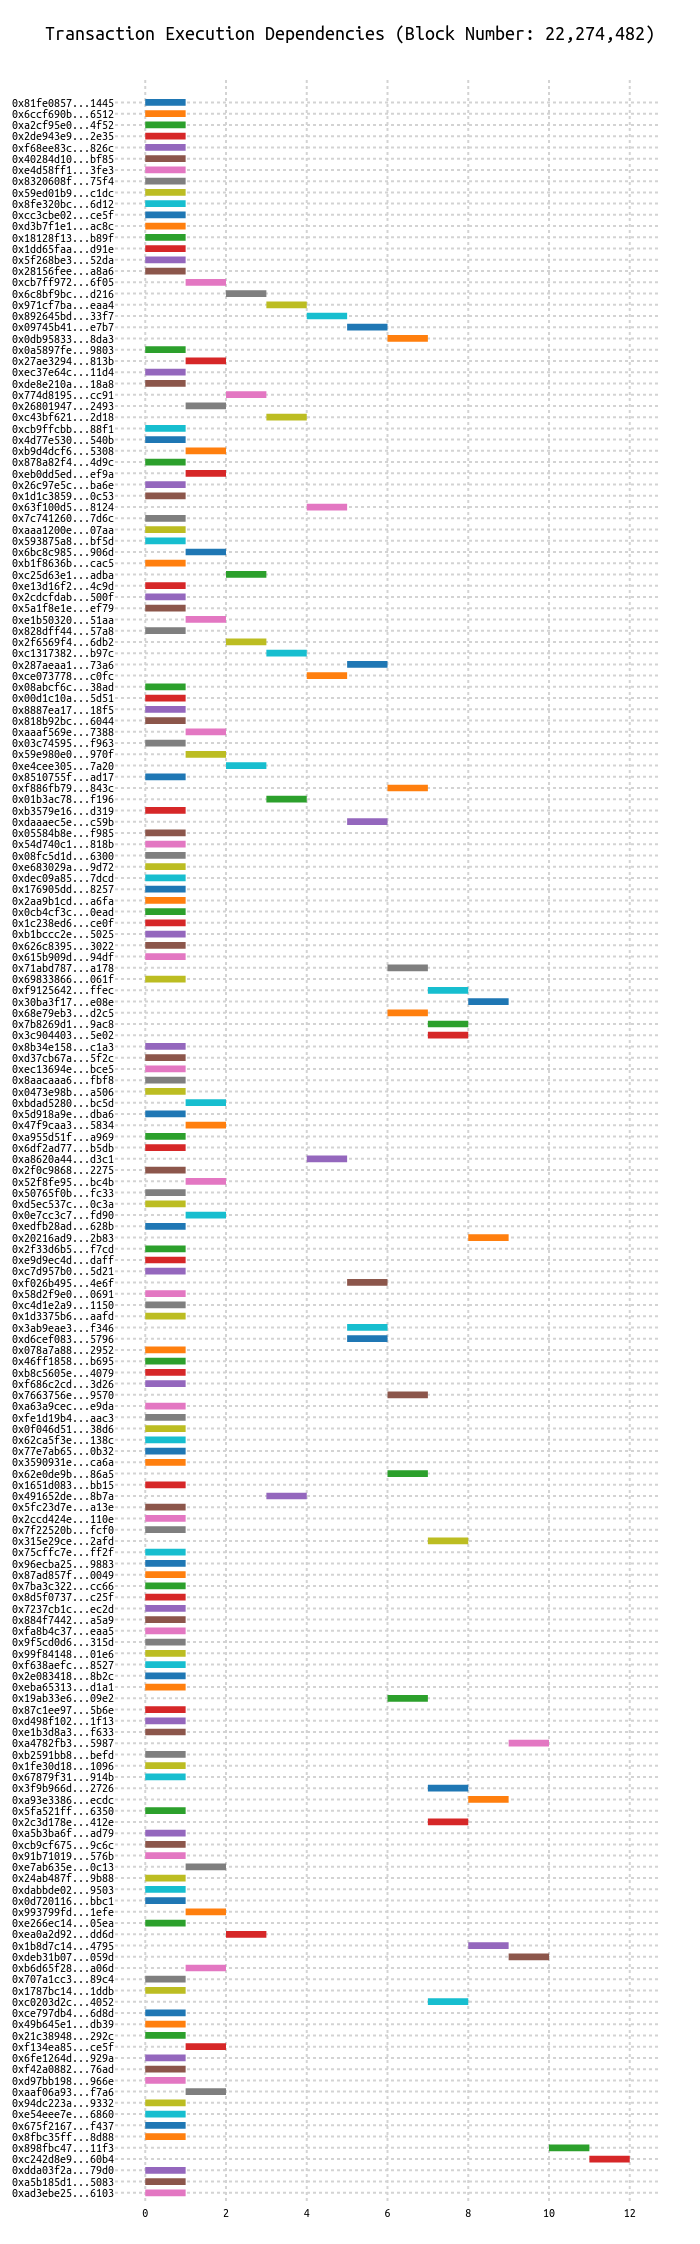 Transaction Execution Dependencies (Block Number: 22,274,482)
0x81fe0857...1445
0x6ccf690b...6512
0xa2cf95e0...4f52
0x2de943e9...2e35
0xf68ee83c...826c
0x40284d10...bf85
0xe4d58ff1...3fe3
0x8320608f...75f4
0x59ed01b9...c1dc
0x8fe320bc...6d12
0xcc3cbe02...ce5f
0xd3b7f1e1...ac8c
0x18128f13...b89f
0x1dd65faa...d91e
0x5f268be3...52da
0x28156fee...a8a6
0xcb7ff972...6f05
0x6c8bf9bc...d216
0x971cf7ba...eaa4
0x892645bd...33f7
0x09745b41...e7b7
0x0db95833...8da3
0x0a5897fe...9803
0x27ae3294...813b
0xec37e64c...11d4
0xde8e210a...18a8
0x774d8195...cc91
0x26801947...2493
0xc43bf621...2d18
0xcb9ffcbb...88f1
0x4d77e530...540b
0xb9d4dcf6...5308
0x878a82f4...4d9c
0xeb0dd5ed...ef9a
0x26c97e5c...ba6e
0x1d1c3859...0c53
0x63f100d5...8124
0x7c741260...7d6c
0xaaa1200e...07aa
0x593875a8...bf5d
0x6bc8c985...906d
0xb1f8636b...cac5
0xc25d63e1...adba
0xe13d16f2...4c9d
0x2cdcfdab...500f
0x5a1f8e1e...ef79
0xe1b50320...51aa
0x828dff44...57a8
0x2f6569f4...6db2
0xc1317382...b97c
0x287aeaa1...73a6
0xce073778...c0fc
0x08abcf6c...38ad
0x00d1c10a...5d51
0x8887ea17...18f5
0x818b92bc...6044
0xaaaf569e...7388
0x03c74595...f963
0x59e980e0...970f
0xe4cee305...7a20
0x8510755f...ad17
0xf886fb79...843c
0x01b3ac78...f196
0xb3579e16...d319
0xdaaaec5e...c59b
0x05584b8e...f985
0x54d740c1...818b
0x08fc5d1d...6300
0xe683029a...9d72
0xdec09a85...7dcd
0x176905dd...8257
0x2aa9b1cd...a6fa
0x0cb4cf3c...0ead
0x1c238ed6...ce0f
0xb1bccc2e...5025
0x626c8395...3022
0x615b909d...94df
0x71abd787...a178
0x69833866...061f
0xf9125642...ffec
0x30ba3f17...e08e
0x68e79eb3...d2c5
0x7b8269d1...9ac8
0x3c904403...5e02
0x8b34e158...c1a3
0xd37cb67a...5f2c
0xec13694e...bce5
0x8aacaaa6...fbf8
0x0473e98b...a506
0xbdad5280...bc5d
0x5d918a9e...dba6
0x47f9caa3...5834
0xa955d51f...a969
0x6df2ad77...b5db
0xa8620a44...d3c1
0x2f0c9868...2275
0x52f8fe95...bc4b
0x50765f0b...fc33
0xd5ec537c...0c3a
0x0e7cc3c7...fd90
0xedfb28ad...628b
0x20216ad9...2b83
0x2f33d6b5...f7cd
0xe9d9ec4d...daff
0xc7d957b0...5d21
0xf026b495...4e6f
0x58d2f9e0...0691
0xc4d1e2a9...1150
0x1d3375b6...aafd
0x3ab9eae3...f346
0xd6cef083...5796
0x078a7a88...2952
0x46ff1858...b695
0xb8c5605e...4079
0xf686c2cd...3d26
0x7663756e...9570
0xa63a9cec...e9da
0xfe1d19b4...aac3
0x0f046d51...38d6
0x62ca5f3e...138c
0x77e7ab65...0b32
0x3590931e...ca6a
0x62e0de9b...86a5
0x1651d083...bb15
0x491652de...8b7a
0x5fc23d7e...a13e
0x2ccd424e...110e
0x7f22520b...fcf0
0x315e29ce...2afd
0x75cffc7e...ff2f
0x96ecba25...9883
0x87ad857f...0049
0x7ba3c322...cc66
0x8d5f0737...c25f
0x7237cb1c...ec2d
0x884f7442...a5a9
0xfa8b4c37...eaa5
0x9f5cd0d6...315d
0x99f84148...01e6
0xf638aefc...8527
0x2e083418...8b2c
0xeba65313...d1a1
0x19ab33e6...09e2
0x87c1ee97...5b6e
0xd498f102...1f13
0xe1b3d8a3...f633
0xa4782fb3...5987
0xb2591bb8...befd
0x1fe30d18...1096
0x67879f31...914b
0x3f9b966d...2726
0xa93e3386...ecdc
0x5fa521ff...6350
0x2c3d178e...412e
0xa5b3ba6f...ad79
0xcb9cf675...9c6c
0x91b71019...576b
0xe7ab635e...0c13
0x24ab487f...9b88
0xdabbde02...9503
0x0d720116...bbc1
0x993799fd...1efe
0xe266ec14...05ea
0xea0a2d92...dd6d
0x1b8d7c14...4795
0xdeb31b07...059d
0xb6d65f28...a06d
0x707a1cc3...89c4
0x1787bc14...1ddb
0xc0203d2c...4052
0xce797db4...6d8d
0x49b645e1...db39
0x21c38948...292c
0xf134ea85...ce5f
0x6fe1264d...929a
0xf42a0882...76ad
0xd97bb198...966e
0xaaf06a93...f7a6
0x94dc223a...9332
0xe54eee7e...6860
0x675f2167...f437
0x8fbc35ff...8d88
0x898fbc47...11f3
0xc242d8e9...60b4
0xdda03f2a...79d0
0xa5b185d1...5083
0xad3ebe25...6103
0 2 4 6 8 10 12